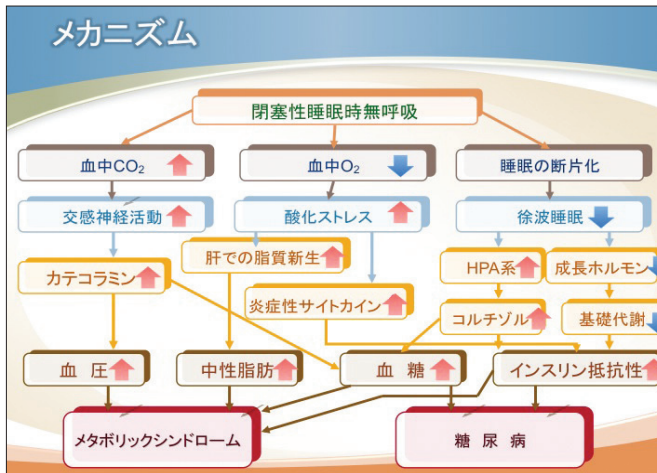 メカニズム
閉塞性睡眠時無呼吸
血中CO₂
血中O₂
睡眠の断片化
交感神経活動
酸化ストレス
徐波睡眠
肝での脂質新生
HPA系
成長ホルモン
カテコラミン
炎症性サイトカイン
コルチゾル
基礎代謝
血 圧
中性脂肪
血 糖
インスリン抵抗性
メタボリックシンドローム
糖 尿 病